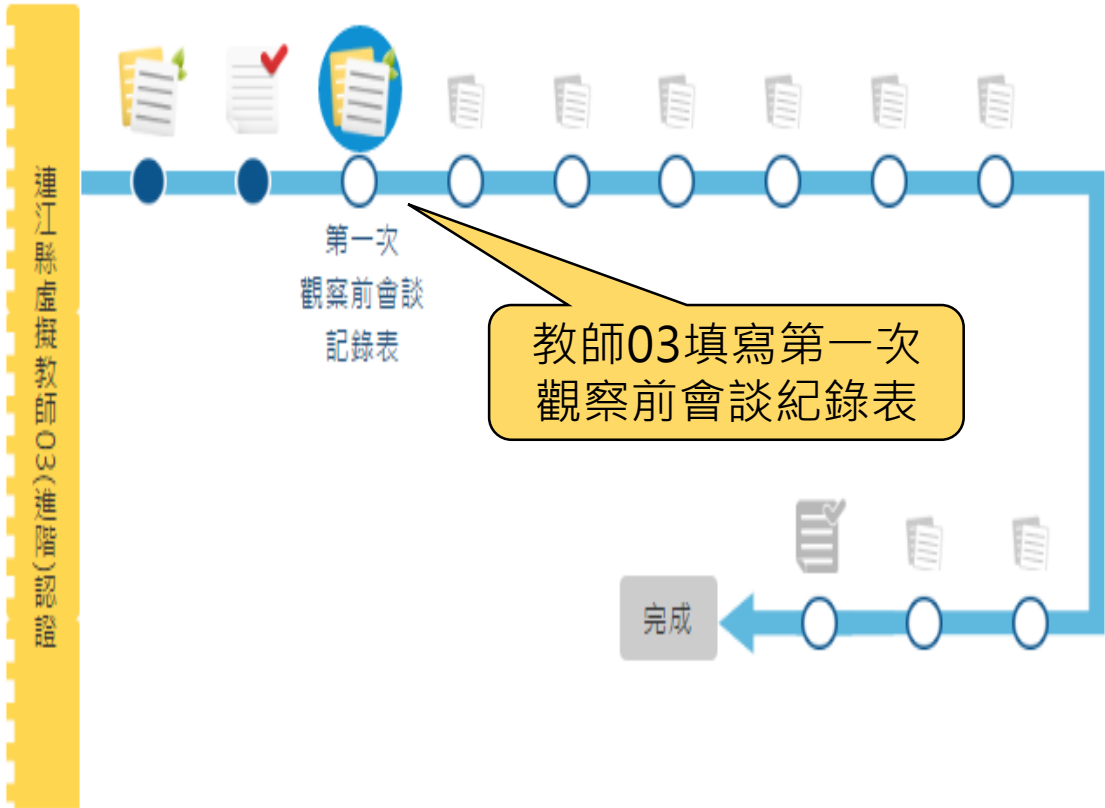 連江縣虛擬教師03(進階)認證
第一次
觀察前會談
記錄表
教師03填寫第一次
觀察前會談紀錄表
完成